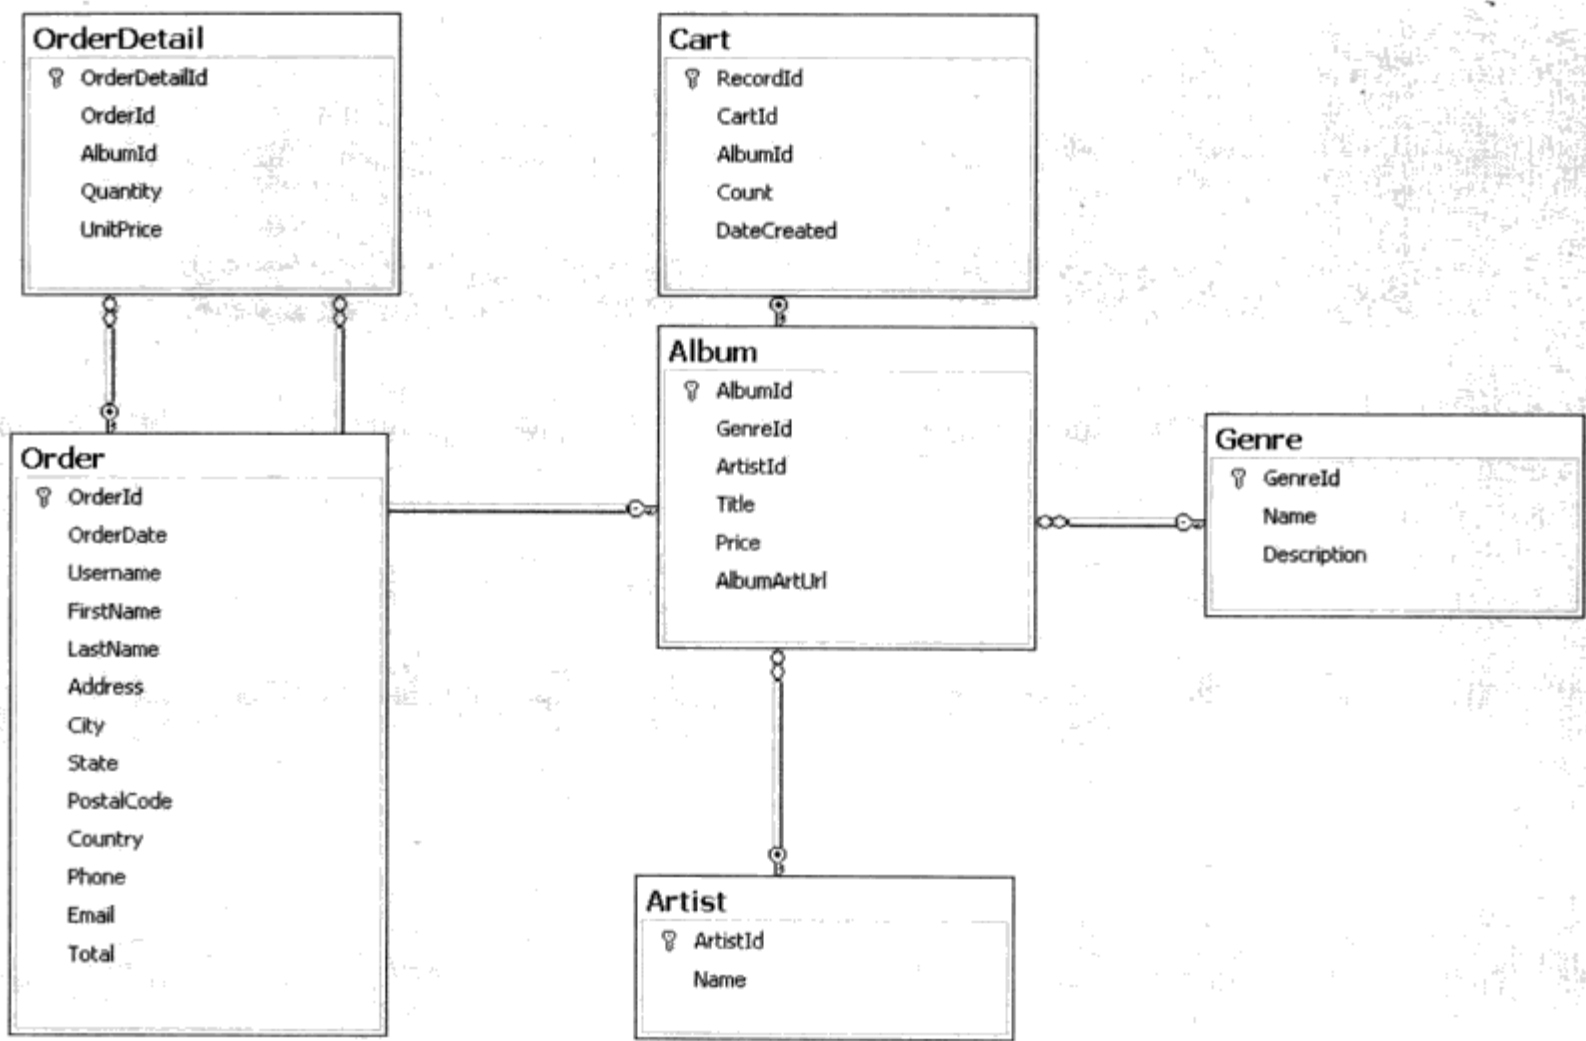 OrderDetail
OrderDetailId
OrderId
AlbumId
Quantity
UnitPrice
Cart
RecordId
CartId
AlbumId
Count
DateCreated
Album
AlbumId
GenreId
ArtistId
Title
Price
AlbumArtUrl
Genre
GenreId
Name
Description
Order
OrderId
OrderDate
Username
FirstName
LastName
Address
City
State
PostalCode
Country
Phone
Email
Total
Artist
ArtistId
Name